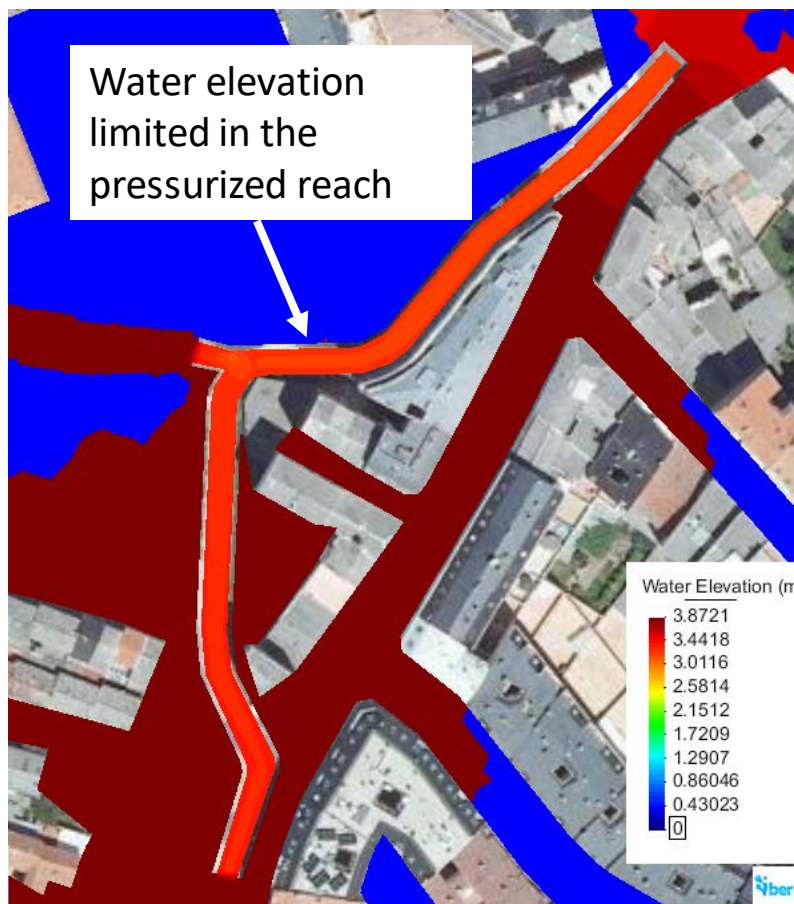 Water elevation
limited in the
pressurized reach
Water Elevation (m
3.8721
3.4418
3.0116
2.5814
2.1512
1.7209
1.2907
0.86046
0.43023
0
iber